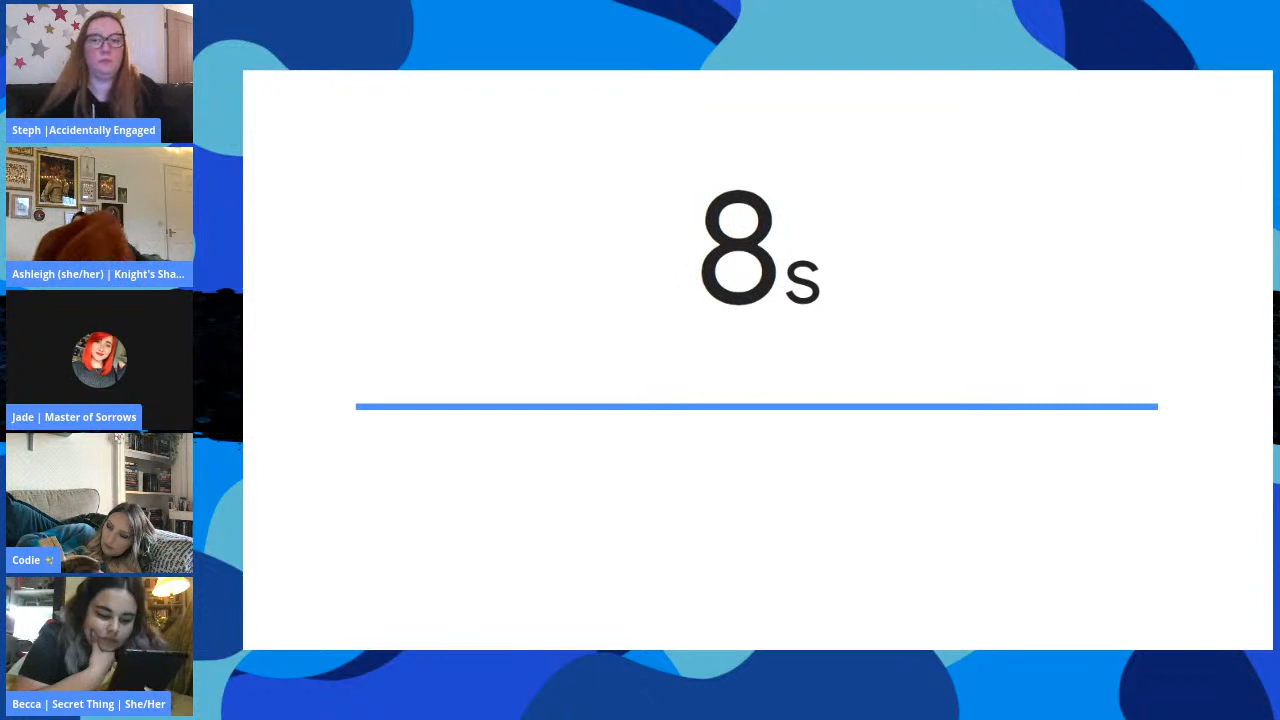 Steph |Accidentally Engaged
8s
Ashleigh (she/her) | Knight's Sha...
Jade | Master of Sorrows
Codie ✨
Becca | Secret Thing | She/Her